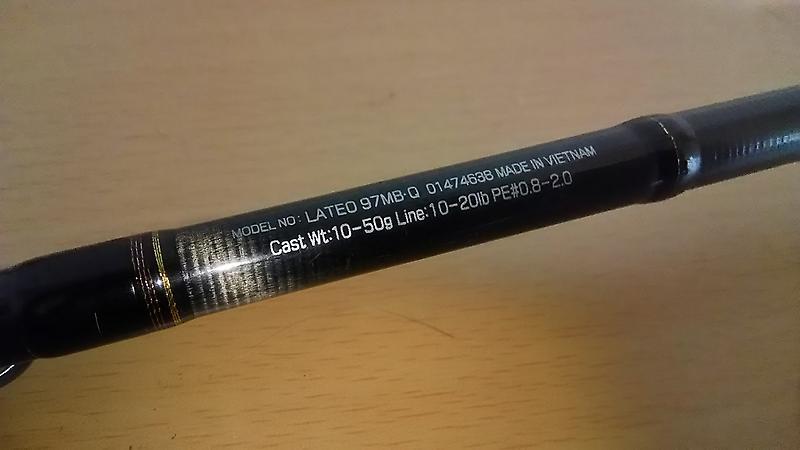 MODEL NO: LATEO 97MB·Q 01474638 MADE IN VIETNAM
Cast Wt:10-50g Line:10-20lb PE#0.8-2.0